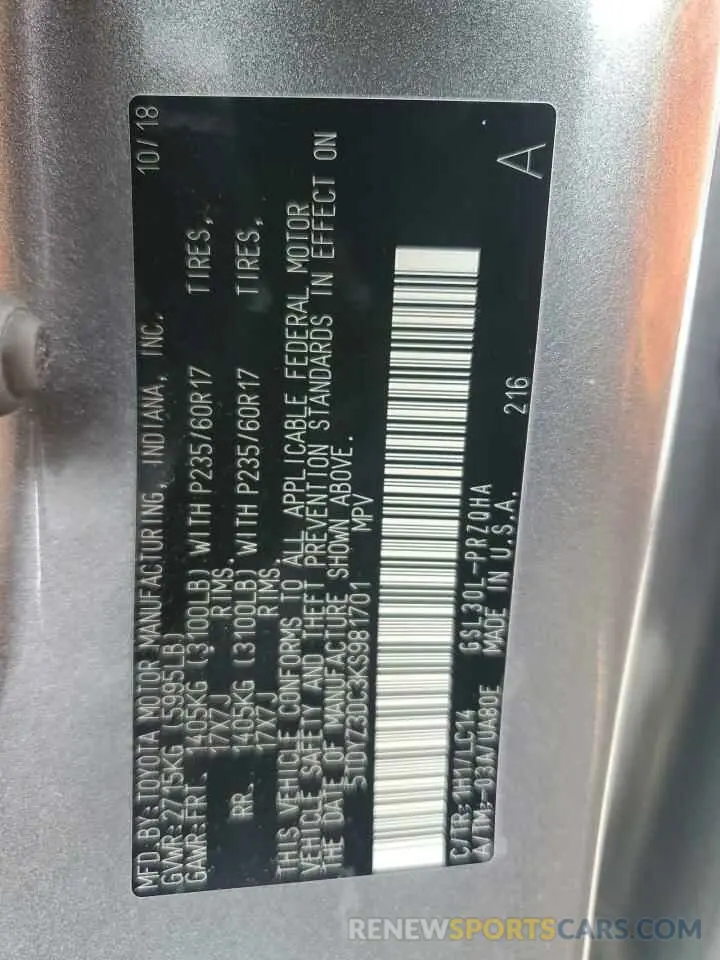 MFD.BY:TOYOTA MOTOR MANUFACTURING, INDIANA, INC. 10/18
GVWR:2715KG (5995LB)
GAWR:FRT. 1405KG (3100LB) WITH P235/60R17 TIRES,
17X7J RIMS.
RR. 1405KG (3100LB) WITH P235/60R17 TIRES,
17X7J RIMS.
THIS VEHICLE CONFORMS TO ALL APPLICABLE FEDERAL MOTOR
VEHICLE SAFETY AND THEFT PREVENTION STANDARDS IN EFFECT ON
THE DATE OF MANUFACTURE SHOWN ABOVE.
5TDYZ3DC3KS981701 MPV
C/TR:1H1/LC14 GSL30L-PRZQHA 216 A
A/TM:-03A/UA80E MADE IN U.S.A.
RENEWSPORTSCARS.COM